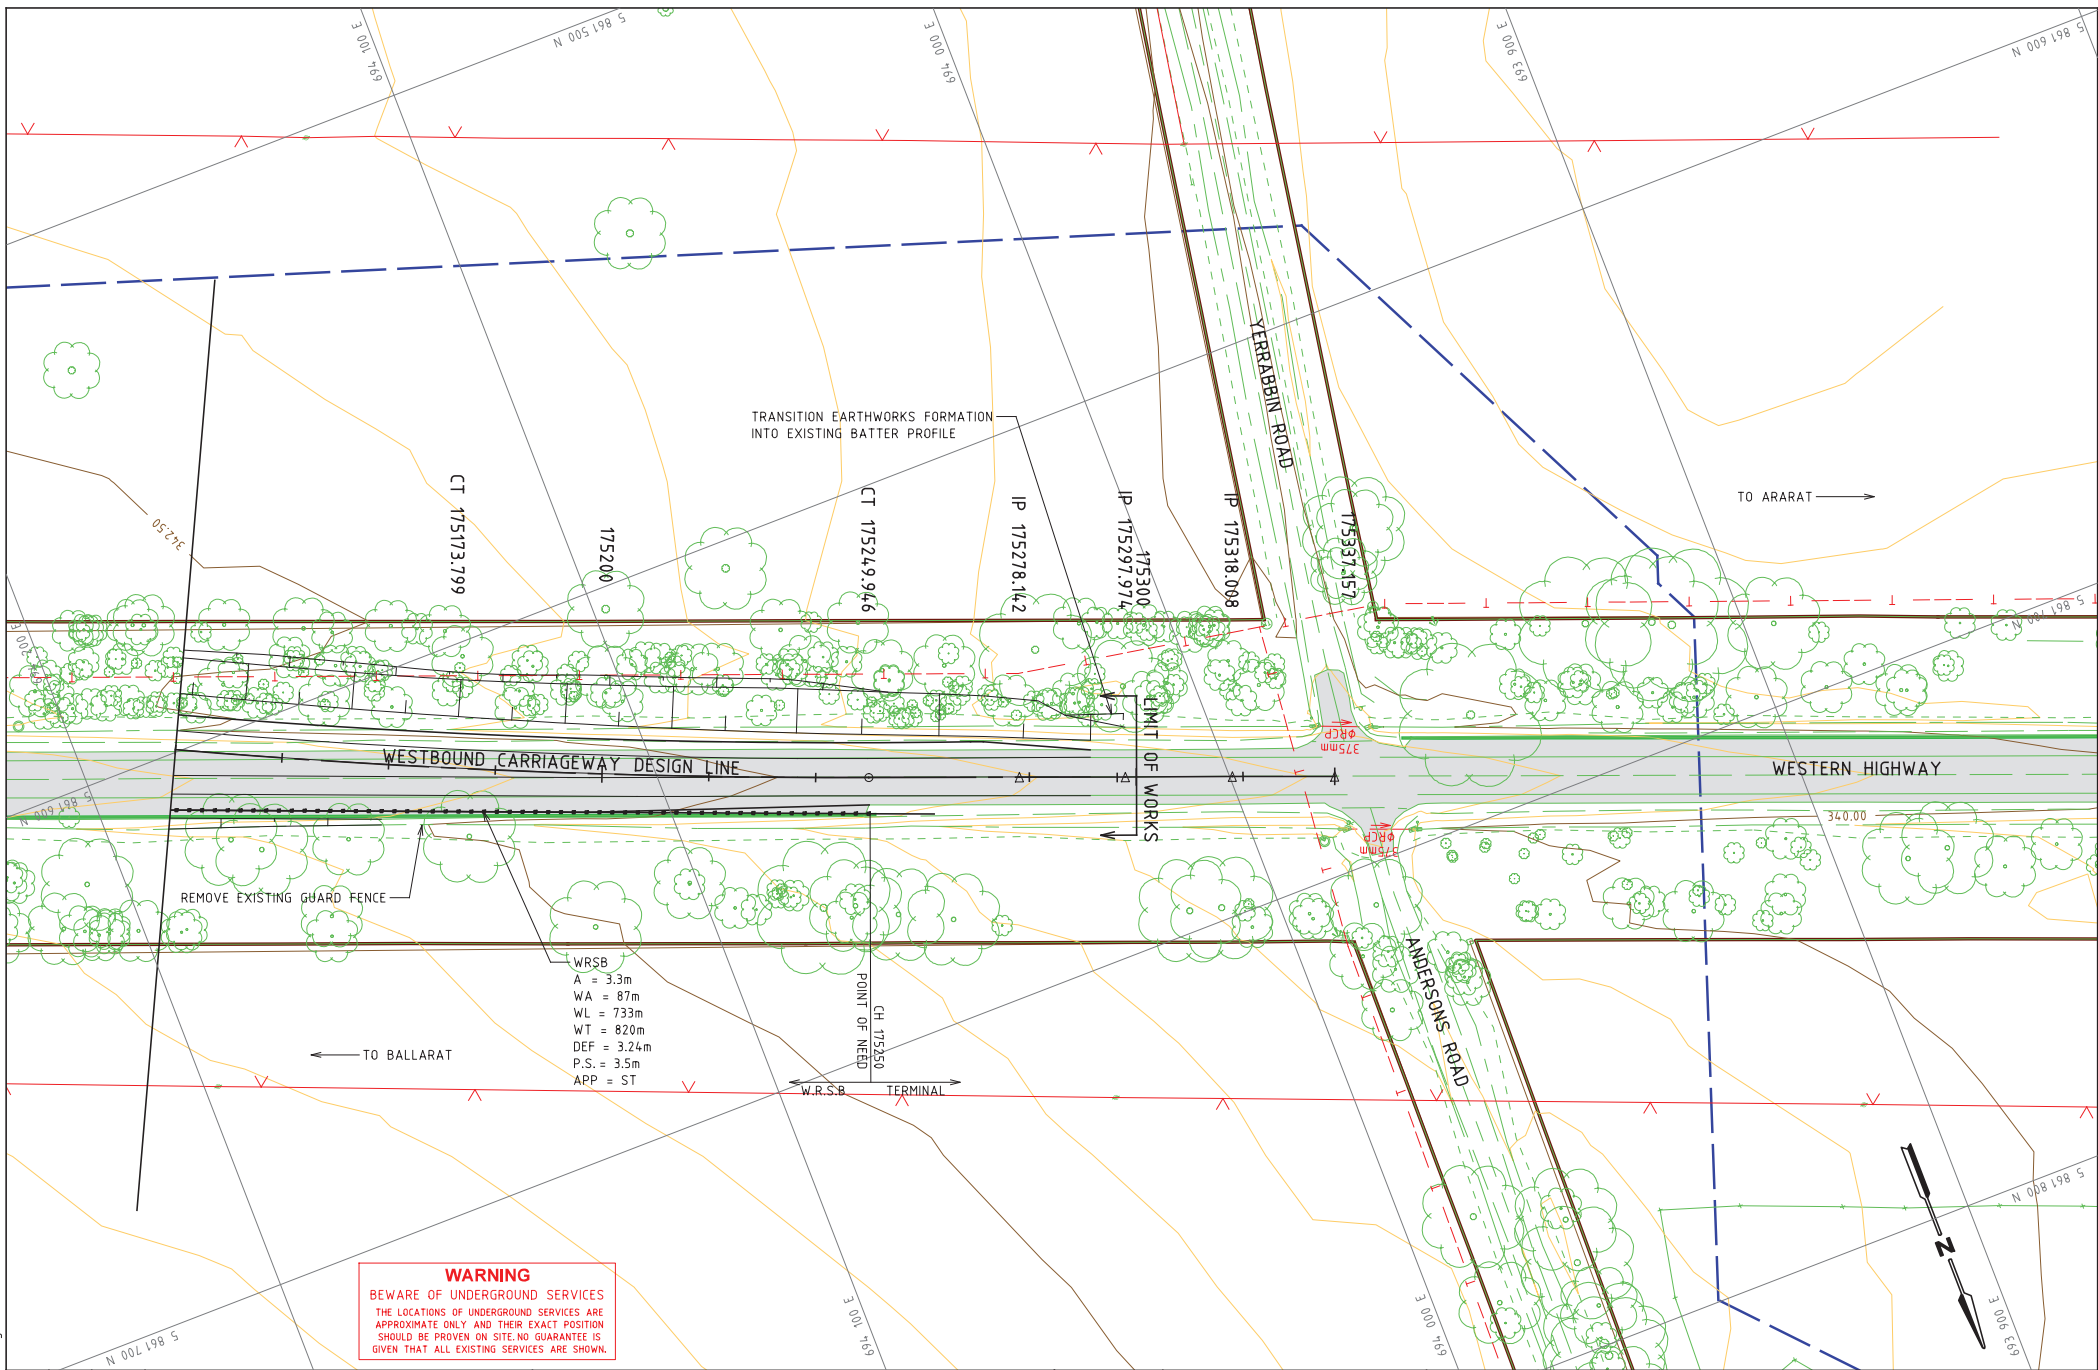 694 100 E
5 861 500 N
694 000 E
693 900 E
5 861 600 N
YERRABBIN ROAD
TRANSITION EARTHWORKS FORMATION
INTO EXISTING BATTER PROFILE
TO ARARAT
342.50
CT 175173.799
175200
CT 175249.946
IP 175278.142
IP 175297.974
175300
IP 175318.008
175337.157
5 861 700 N
694 200 E
LIMIT OF WORKS
375mm
ØRCP
WESTBOUND CARRIAGEWAY DESIGN LINE
WESTERN HIGHWAY
5 861 600 N
340.00
375mm
ØRCP
REMOVE EXISTING GUARD FENCE
WRSB
A = 3.3m
WA = 87m
WL = 733m
WT = 820m
DEF = 3.24m
P.S. = 3.5m
APP = ST
CH 175250
POINT OF NEED
ANDERSONS ROAD
TO BALLARAT
W.R.S.B
TERMINAL
5 861 800 N
N
WARNING
BEWARE OF UNDERGROUND SERVICES
THE LOCATIONS OF UNDERGROUND SERVICES ARE
APPROXIMATE ONLY AND THEIR EXACT POSITION
SHOULD BE PROVEN ON SITE. NO GUARANTEE IS
GIVEN THAT ALL EXISTING SERVICES ARE SHOWN.
5 861 700 N
694 100 E
694 000 E
693 900 E